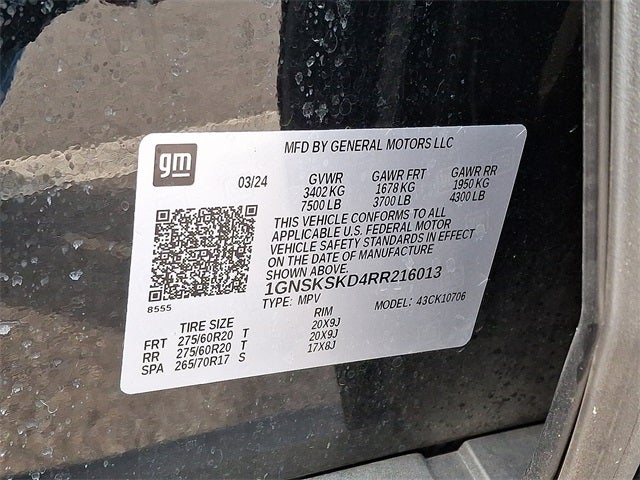 gm
MFD BY GENERAL MOTORS LLC
03/24 GVWR GAWR FRT GAWR RR
3402 KG 1678 KG 1950 KG
7500 LB 3700 LB 4300 LB
THIS VEHICLE CONFORMS TO ALL
APPLICABLE U.S. FEDERAL MOTOR
VEHICLE SAFETY STANDARDS IN EFFECT
ON THE DATE OF MANUFACTURE
SHOWN ABOVE.
1GNSKSKD4RR216013
8555
TYPE: MPV MODEL: 43CK10706
TIRE SIZE RIM
FRT 275/60R20 T 20X9J
RR 275/60R20 T 20X9J
SPA 265/70R17 S 17X8J